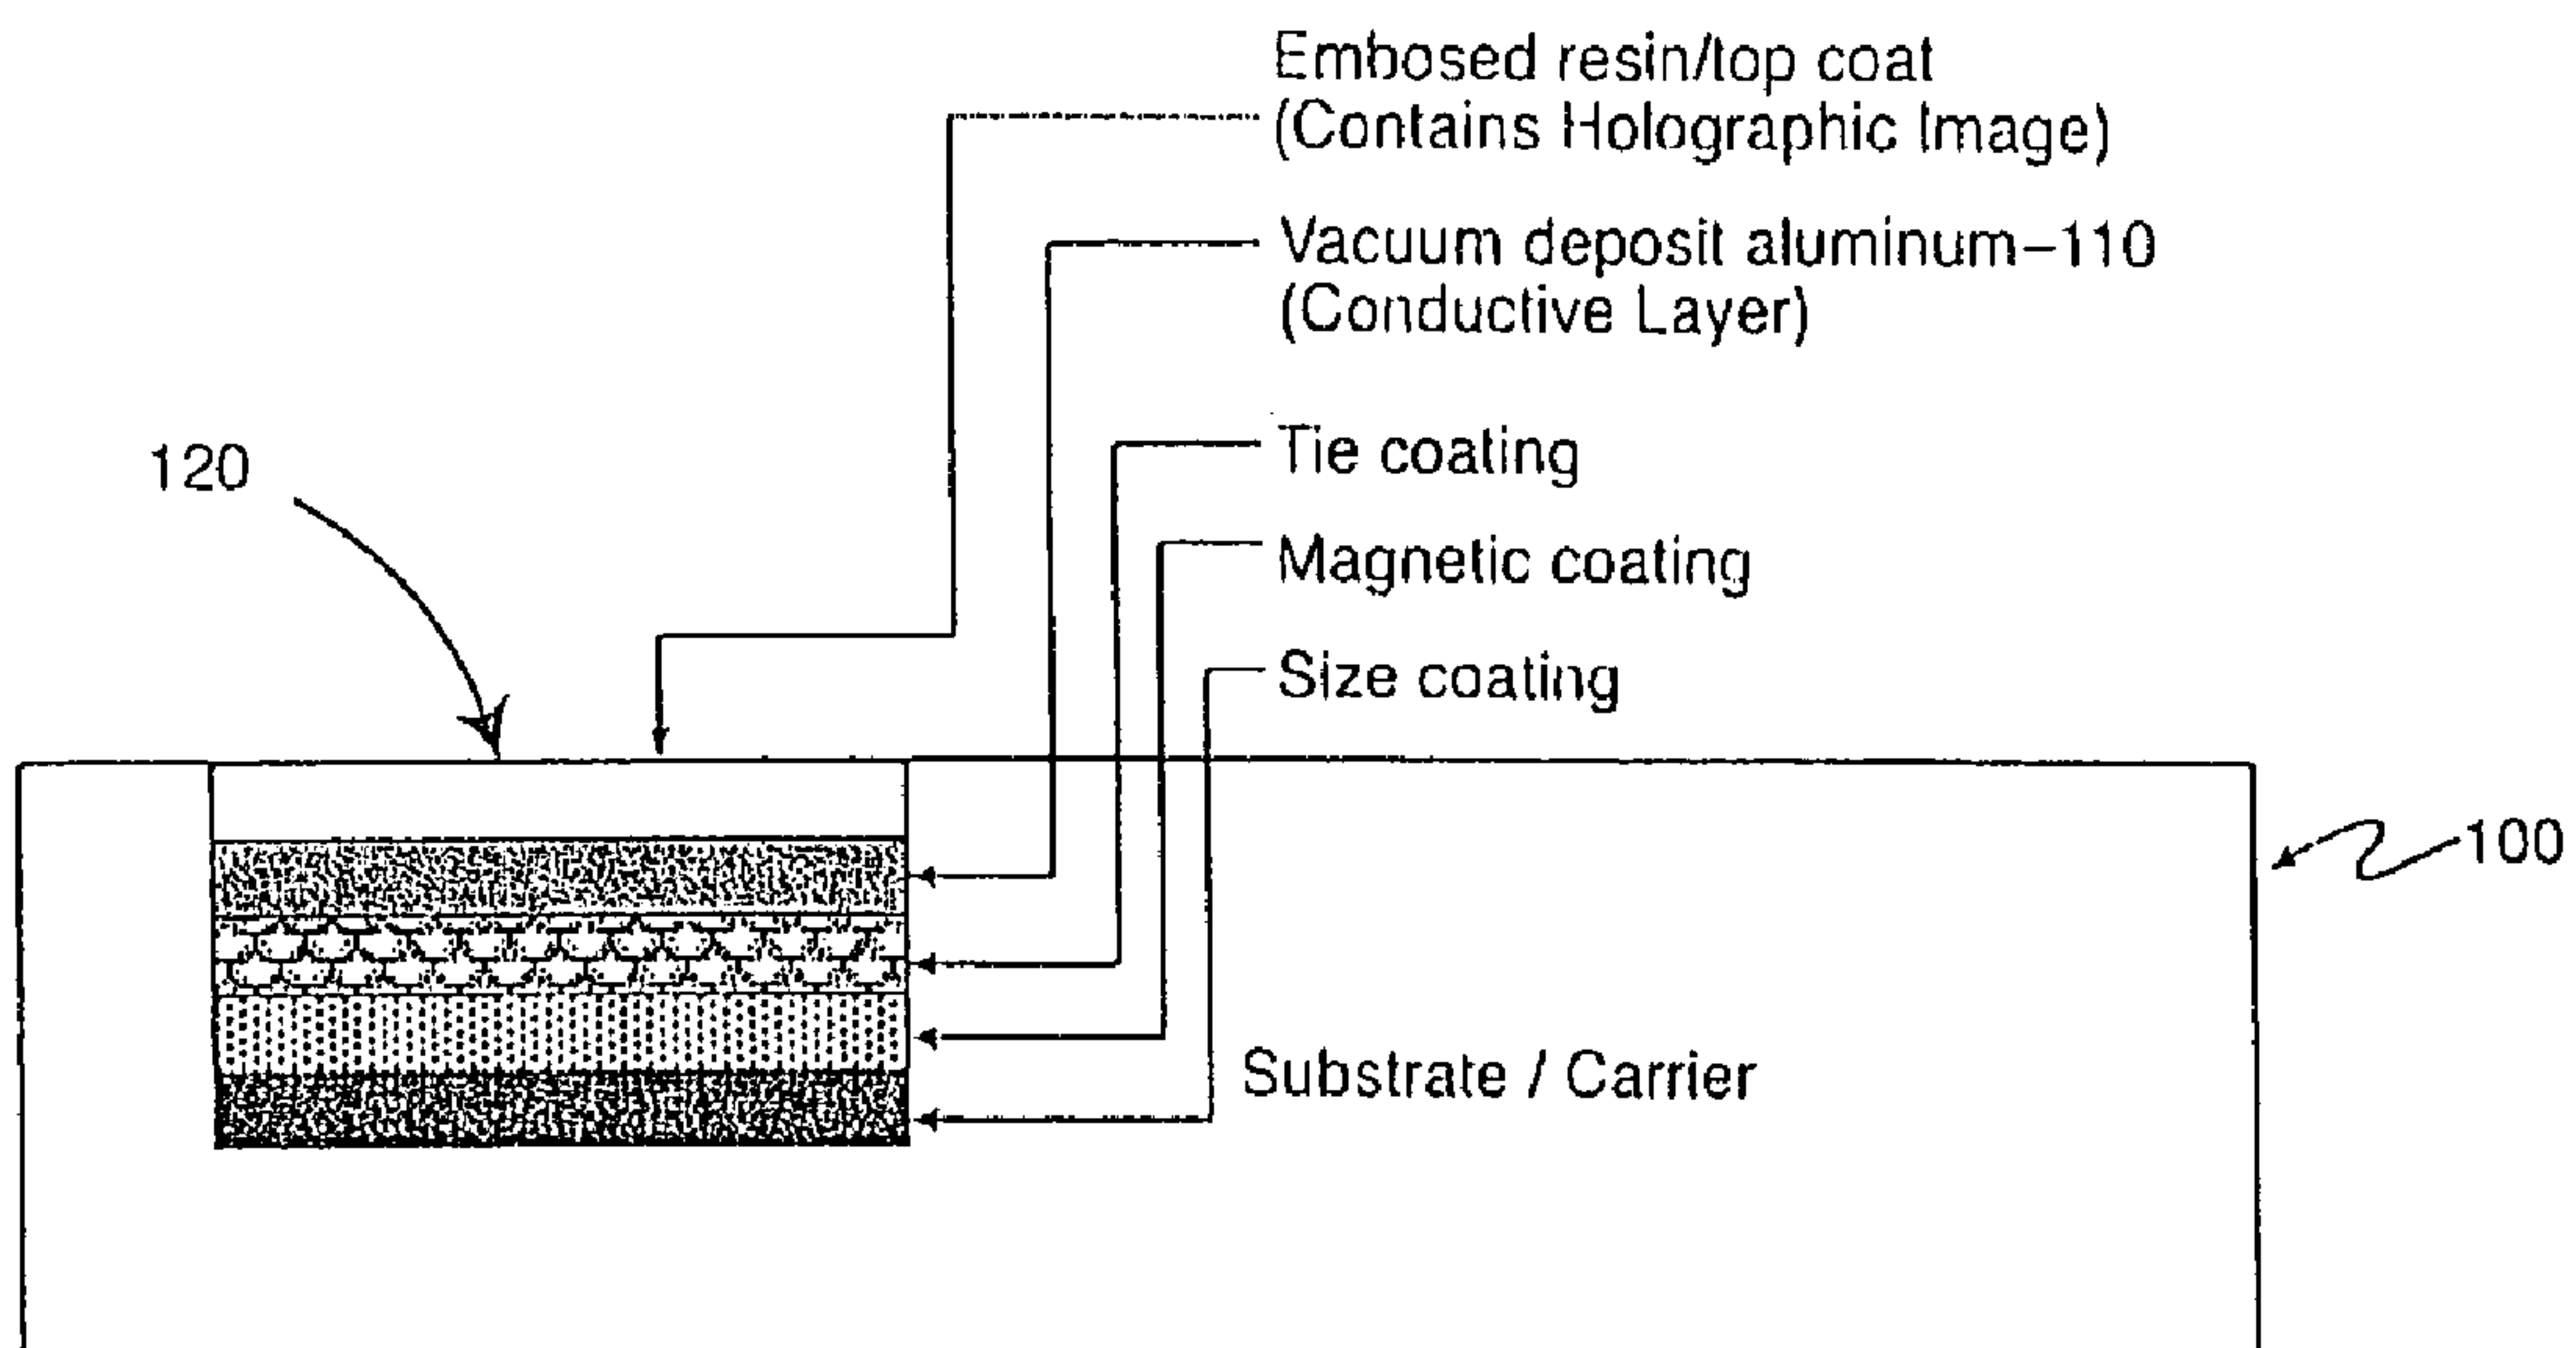 Embosed resin/top coat
(Contains Holographic Image)
Vacuum deposit aluminum–110
(Conductive Layer)
Tie coating
120
Magnetic coating
Size coating
100
Substrate / Carrier